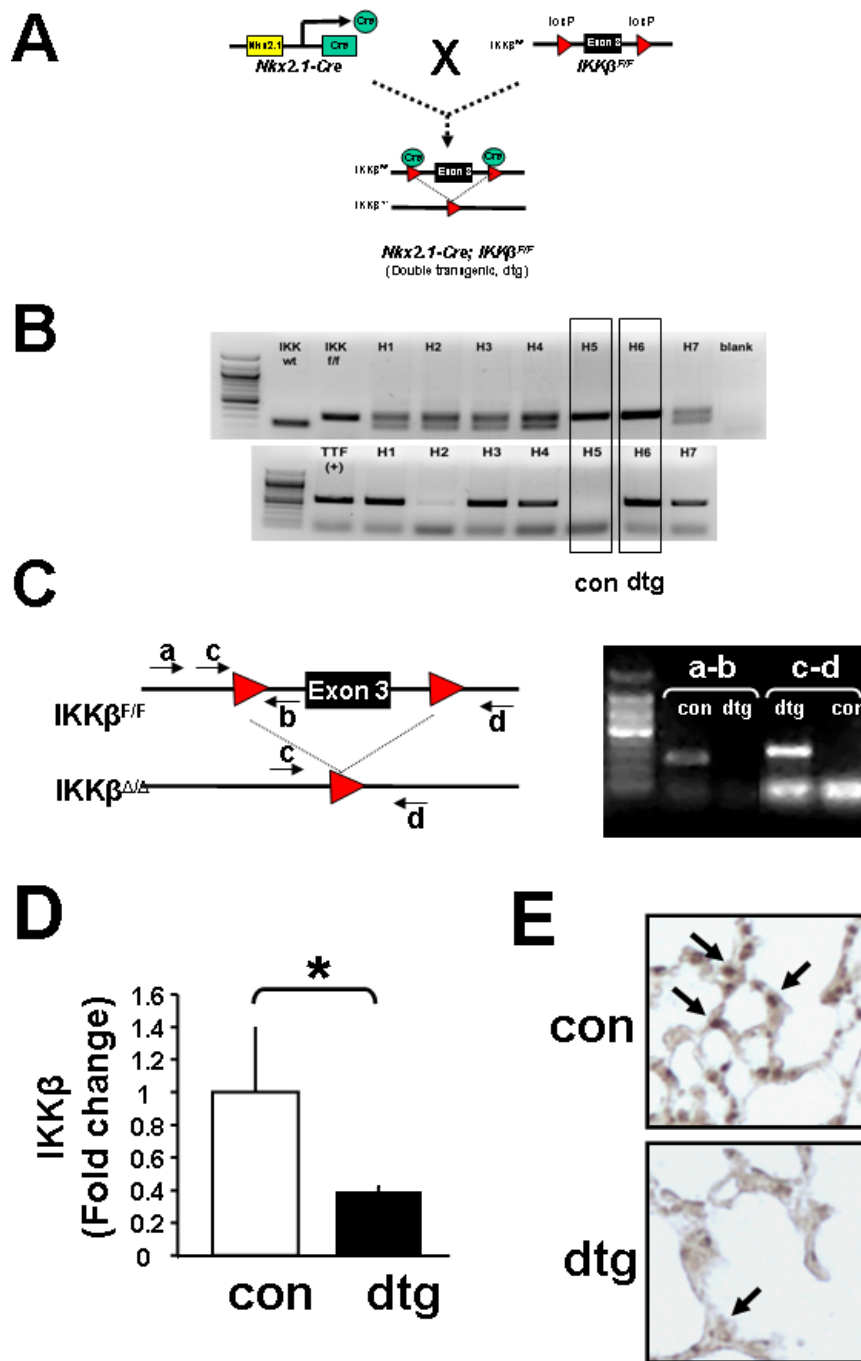 A
Cre
loxP loxP
Nkx2.1 Cre
Exon 3
Nkx2.1-Cre
X
IKKβF/F
IKKβF/F
Cre Cre
Exon 3
Nkx2.1-Cre; IKKβF/F
(Double transgenic, dtg)
B
IKK wt
IKK f/f
H1 H2 H3 H4 H5 H6 H7 blank
TTF (+)
H1 H2 H3 H4 H5 H6 H7
con dtg
C
a c
Exon 3
b d
IKKβF/F
c
IKKβΔ/Δ
d
a-b c-d
con dtg dtg con
D
*
IKKβ
(Fold change)
1.6
1.4
1.2
1
0.8
0.6
0.4
0.2
0
con dtg
E
con
dtg